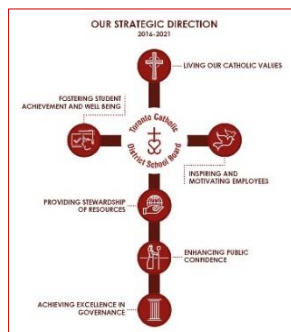 OUR STRATEGIC DIRECTION
2016-2021
LIVING OUR CATHOLIC VALUES
FOSTERING STUDENT
ACHIEVEMENT AND WELL BEING
Toronto Catholic
District School Board
INSPIRING AND
MOTIVATING EMPLOYEES
PROVIDING STEWARDSHIP
OF RESOURCES
ENHANCING PUBLIC
CONFIDENCE
ACHIEVING EXCELLENCE IN
GOVERNANCE